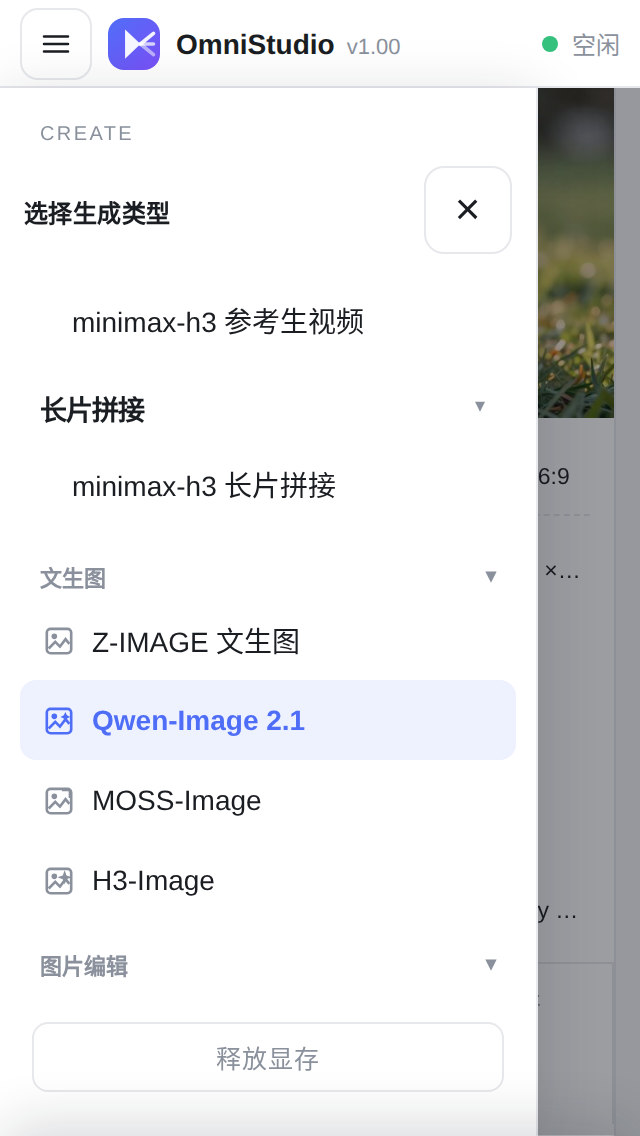 OmniStudio v1.00 空闲
CREATE
选择生成类型
minimax-h3 参考生视频
长片拼接
6:9
minimax-h3 长片拼接
×...
文生图
Z-IMAGE 文生图
Qwen-Image 2.1
MOSS-Image
H3-Image
y ...
图片编辑
释放显存